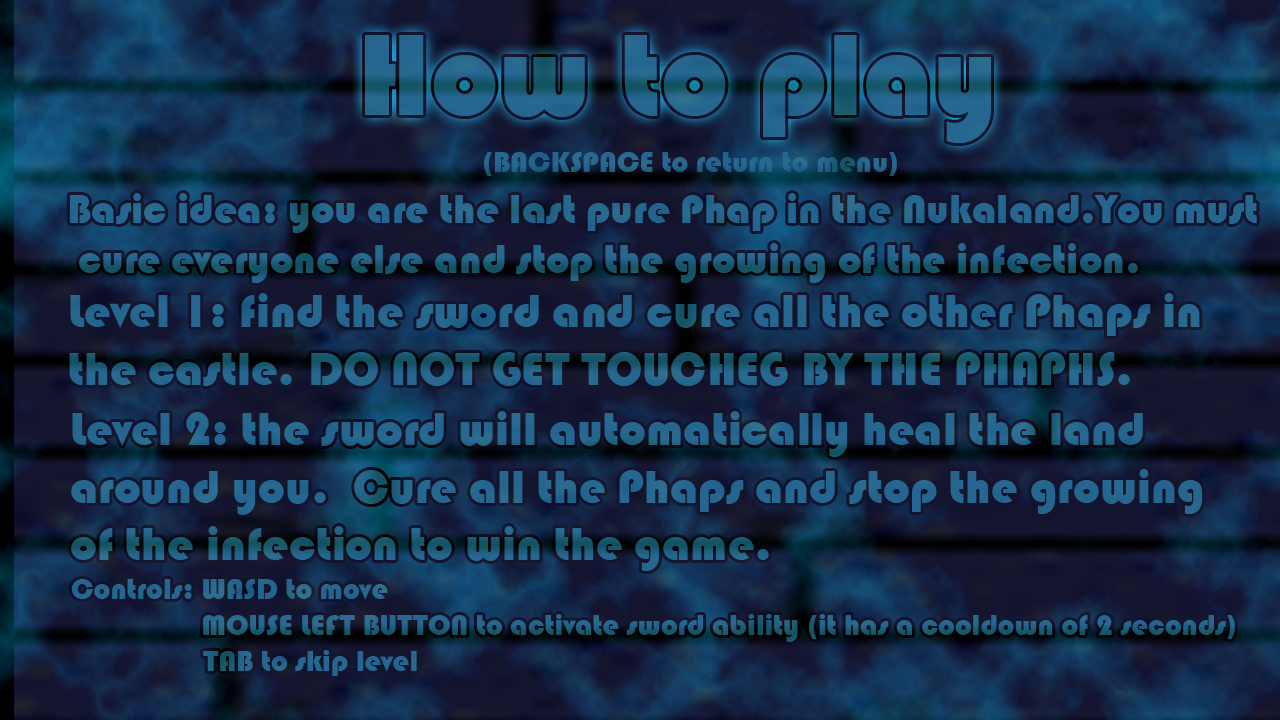 How to play
(BACKSPACE to return to menu)
Basic idea: you are the last pure Phap in the Nukaland.You must
cure everyone else and stop the growing of the infection.
Level 1: find the sword and cure all the other Phaps in
the castle. DO NOT GET TOUCHEG BY THE PHAPHS.
Level 2: the sword will automatically heal the land
around you. Cure all the Phaps and stop the growing
of the infection to win the game.
Controls: WASD to move
MOUSE LEFT BUTTON to activate sword ability (it has a cooldown of 2 seconds)
TAB to skip level